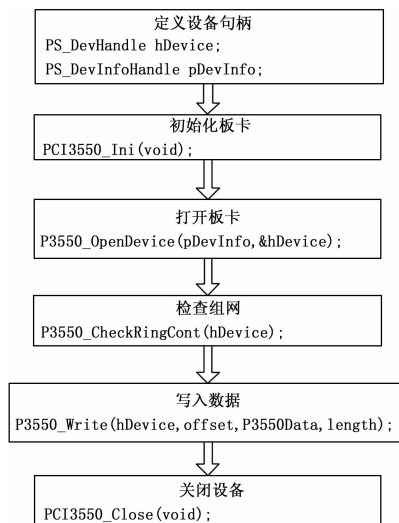 定义设备句柄
PS_DevHandle hDevice;
PS_DevInfoHandle pDevInfo;
初始化板卡
PCI3550_Ini(void);
打开板卡
P3550_OpenDevice(pDevInfo,&hDevice);
检查组网
P3550_CheckRingCont(hDevice);
写入数据
P3550_Write(hDevice,offset,P3550Data,length);
关闭设备
PCI3550_Close(void);